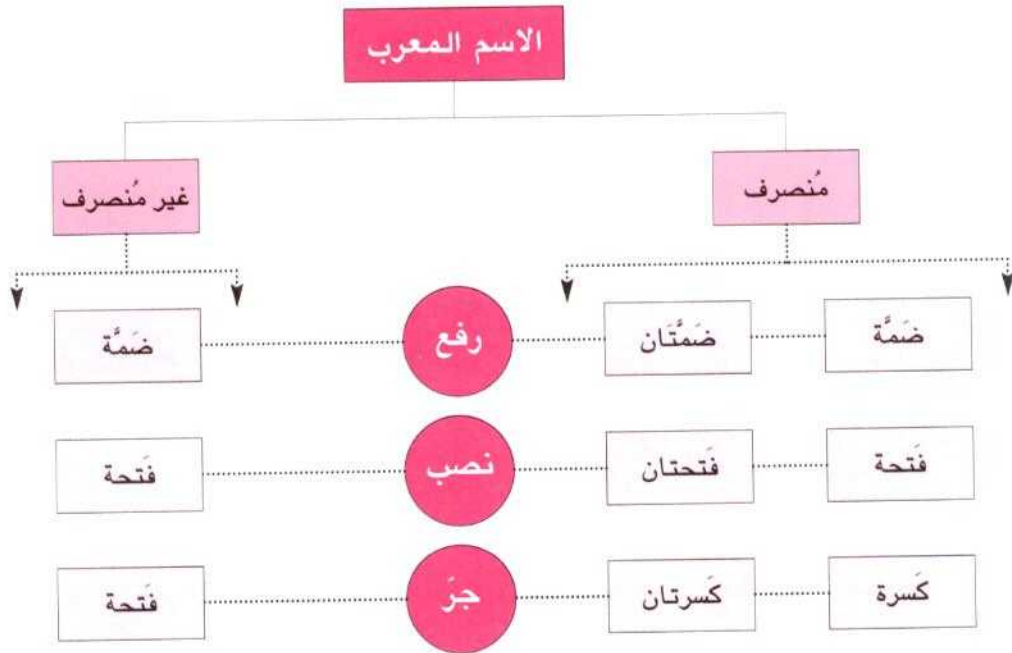 الاسم المعرب
مُنصرف
غير مُنصرف
ضَمَّة
ضَمَّتَان
رفع
ضَمَّة
فَتحة
فَتحتان
نصب
فَتحة
كَسرة
كَسرتان
جرّ
فَتحة